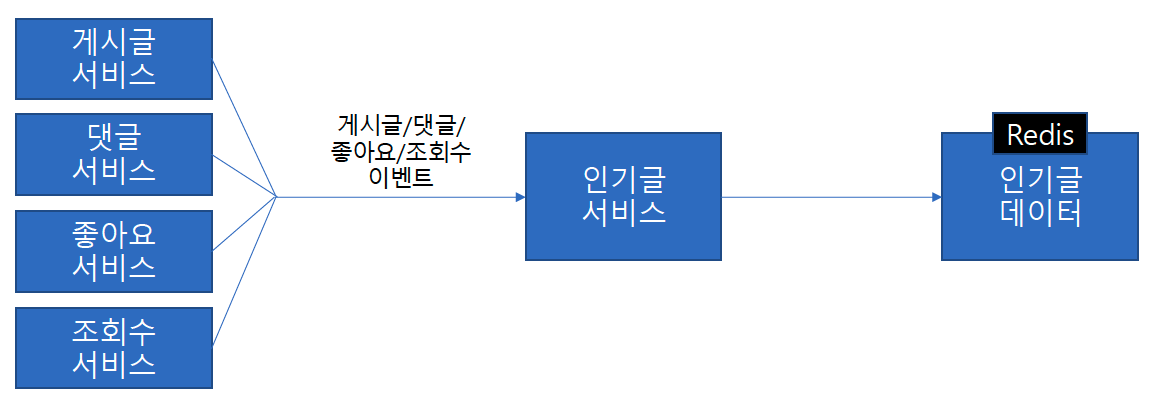 게시글
서비스
댓글
서비스
좋아요
서비스
조회수
서비스
게시글/댓글/
좋아요/조회수
이벤트
인기글
서비스
Redis
인기글
데이터